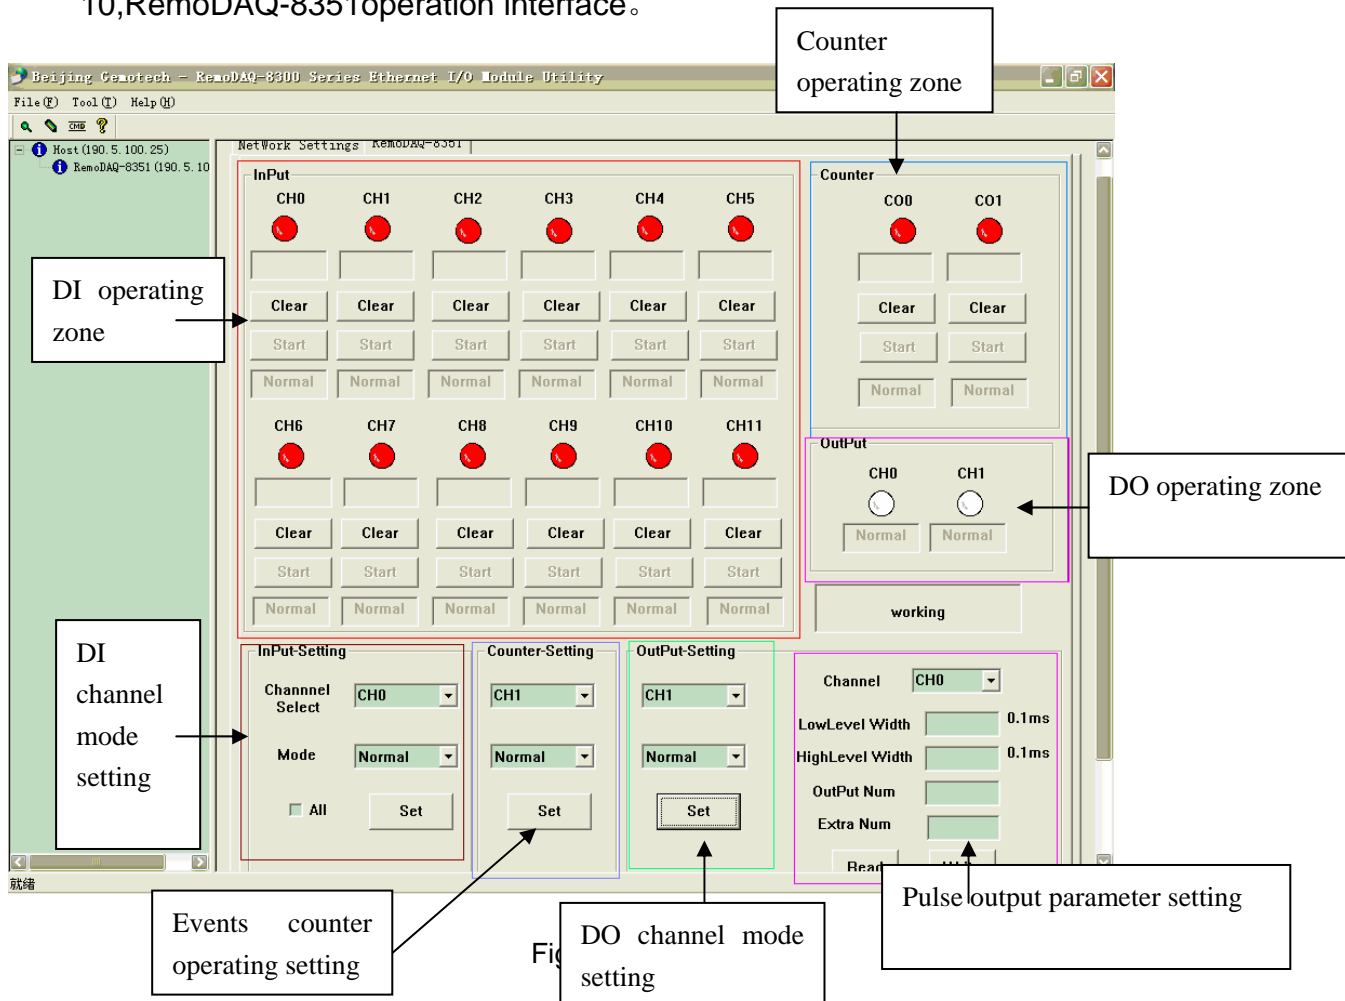 10,RemoDAQ-8351operation interface。
Counter
operating zone
Beijing Gemotech - RemoDAQ-8300 Series Ethernet I/O Module Utility
File(F) Tool(T) Help(H)
CMD
Host(190.5.100.25)
RemoDAQ-8351(190.5.10
NetWork Settings RemoDAQ-8351
InPut
CH0 CH1 CH2 CH3 CH4 CH5
Clear Clear Clear Clear Clear Clear
Start Start Start Start Start Start
Normal Normal Normal Normal Normal Normal
CH6 CH7 CH8 CH9 CH10 CH11
Clear Clear Clear Clear Clear Clear
Start Start Start Start Start Start
Normal Normal Normal Normal Normal Normal
Counter
CO0 CO1
Clear Clear
Start Start
Normal Normal
OutPut
CH0 CH1
Normal Normal
working
DI operating
zone
DO operating zone
DI
channel
mode
setting
InPut-Setting
Channnel
Select
CH0
Mode Normal
All Set
Counter-Setting
CH1
Normal
Set
OutPut-Setting
CH1
Normal
Set
Channel CH0
LowLevel Width 0.1ms
HighLevel Width 0.1ms
OutPut Num
Extra Num
Read
就绪
Events counter
operating setting
DO channel mode
setting
Pulse output parameter setting